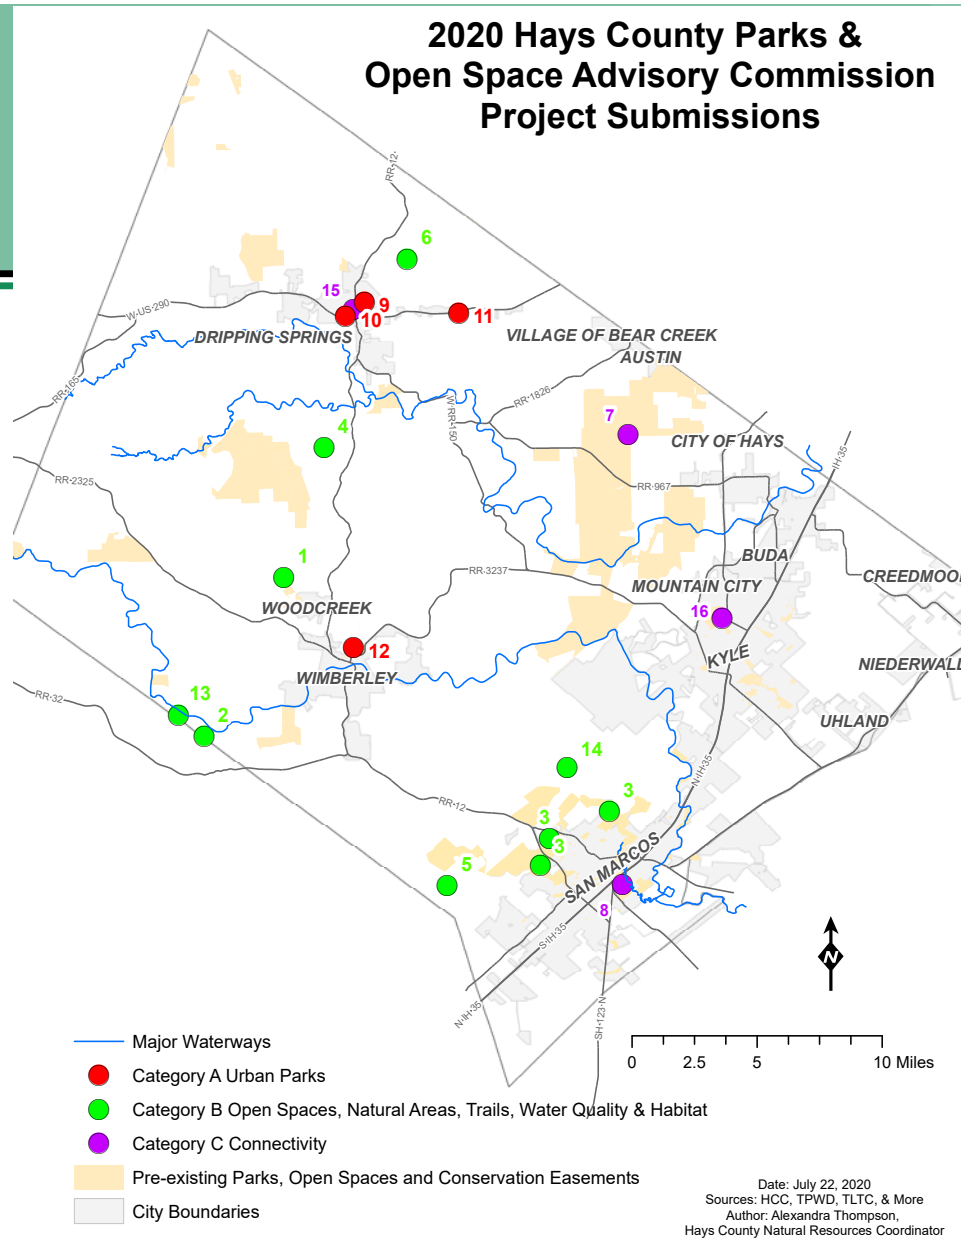 2020 Hays County Parks &
Open Space Advisory Commission
Project Submissions
RR-12
6
15
9
10
11
W-US-290
DRIPPING SPRINGS
VILLAGE OF BEAR CREEK
AUSTIN
RR-165
RR-1826
W-RR-150
7
4
CITY OF HAYS
IH-35
RR-2325
RR-967
1
RR-3237
BUDA
MOUNTAIN CITY
CREEDMOO
WOODCREEK
16
12
KYLE
NIEDERWALD
WIMBERLEY
RR-32
13
2
UHLAND
14
N-IH-35
3
RR-12
3
3
5
SAN MARCOS
8
S-IH-35
N
N-IH-35
SH-123-N
0 2.5 5 10 Miles
Major Waterways
Category A Urban Parks
Category B Open Spaces, Natural Areas, Trails, Water Quality & Habitat
Category C Connectivity
Pre-existing Parks, Open Spaces and Conservation Easements
City Boundaries
Date: July 22, 2020
Sources: HCC, TPWD, TLTC, & More
Author: Alexandra Thompson,
Hays County Natural Resources Coordinator